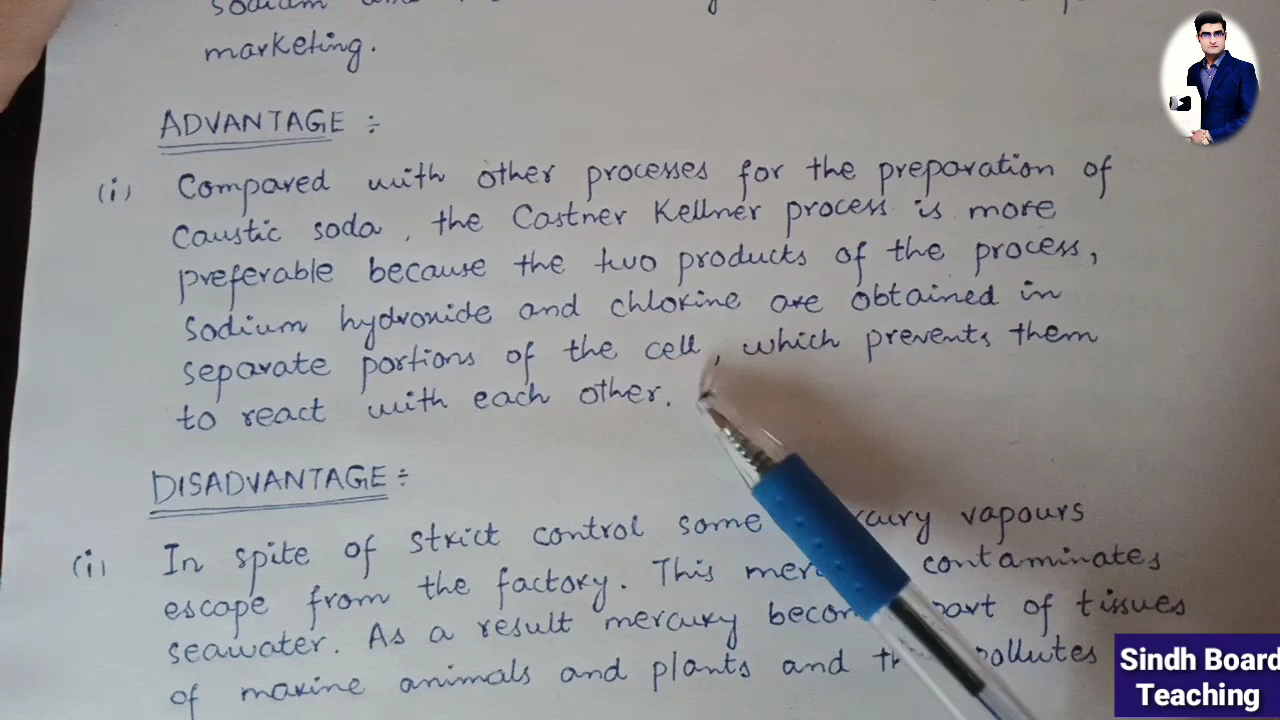 sodium
marketing.
ADVANTAGE :-
(i) Compared with other processes for the preparation of
Caustic soda, the Castner Kellner process is more
preferable because the two products of the process,
sodium hydroxide and chlorine are obtained in
separate portions of the cell, which prevents them
to react with each other.
DISADVANTAGE :-
(i) In spite of strict control some vapours
escape from the factory. This contaminates
seawater. As a result mercury of tissues
of marine animals and plants and
Sindh Board
Teaching